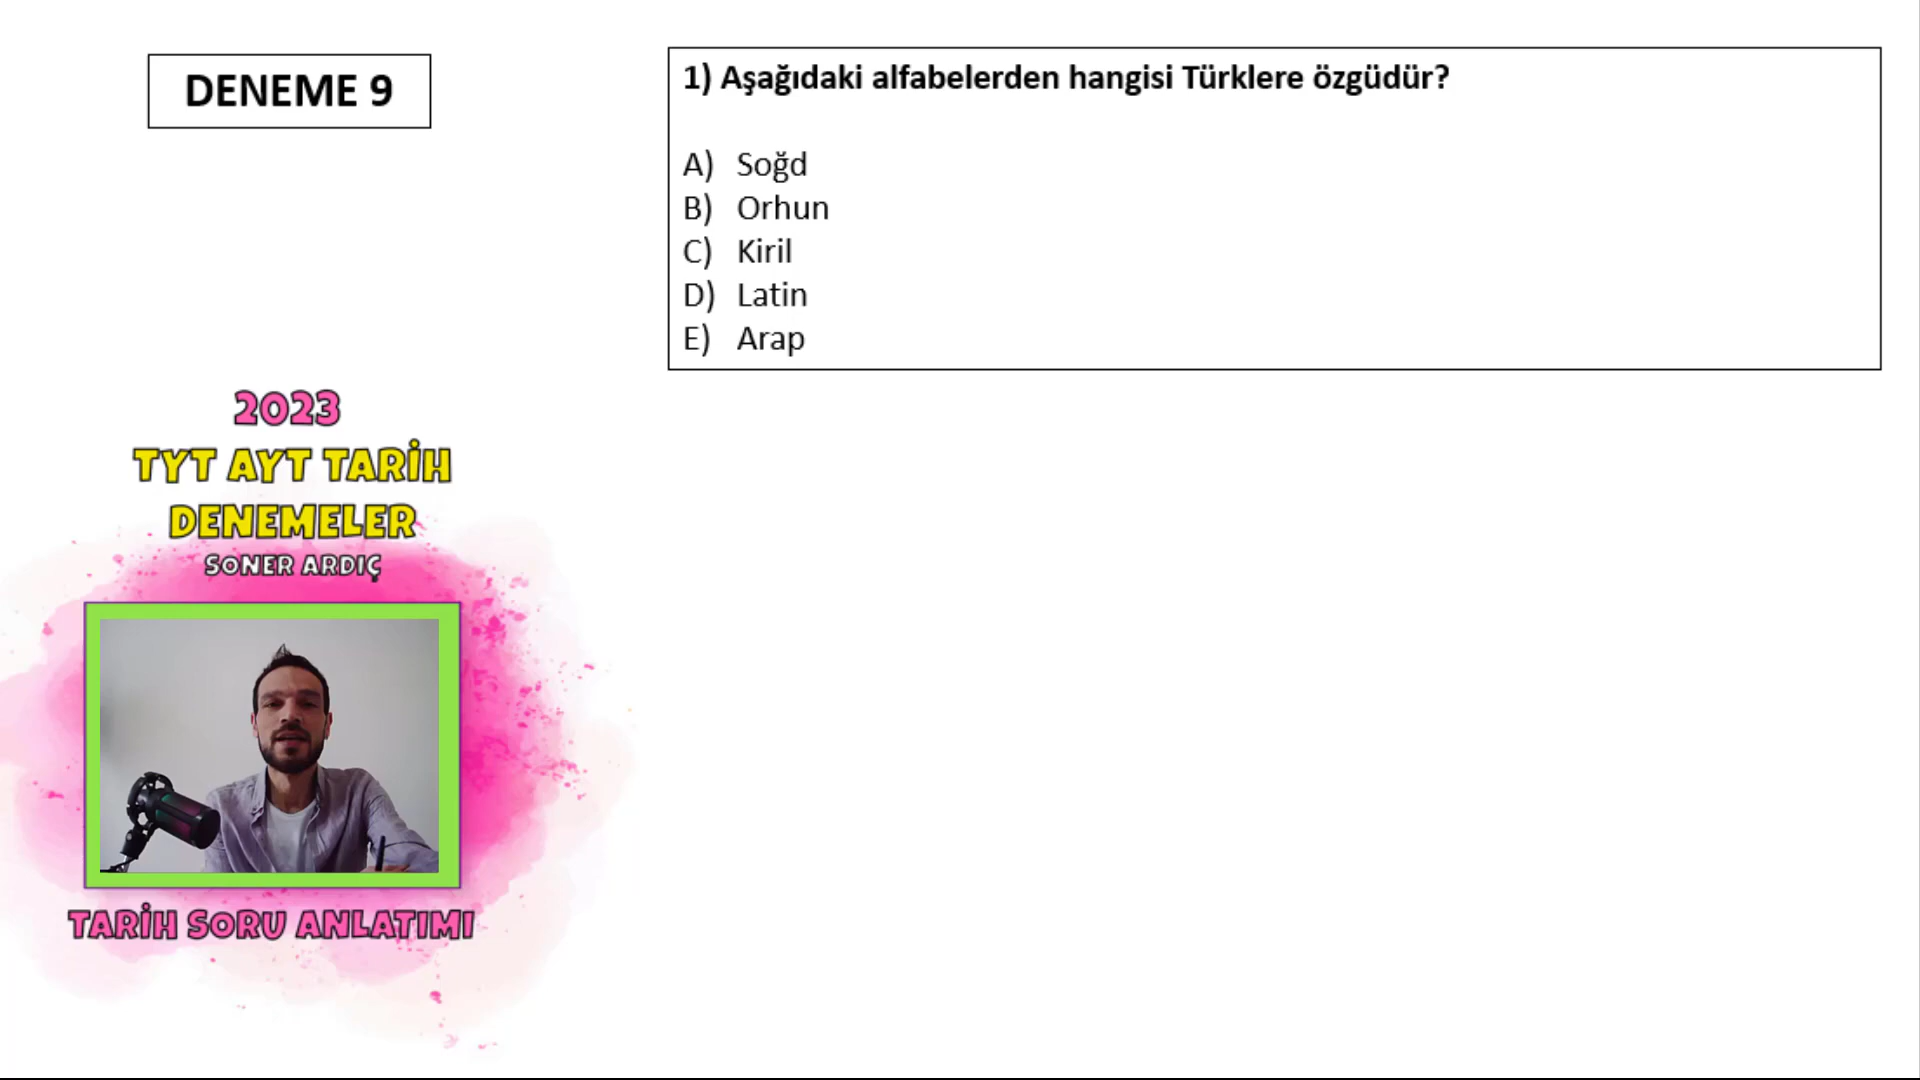 DENEME 9
1) Aşağıdaki alfabelerden hangisi Türklere özgüdür?
A) Soğd
B) Orhun
C) Kiril
D) Latin
E) Arap
2023
TYT AYT TARİH
DENEMELER
SONER ARDIÇ
TARİH SORU ANLATIMI